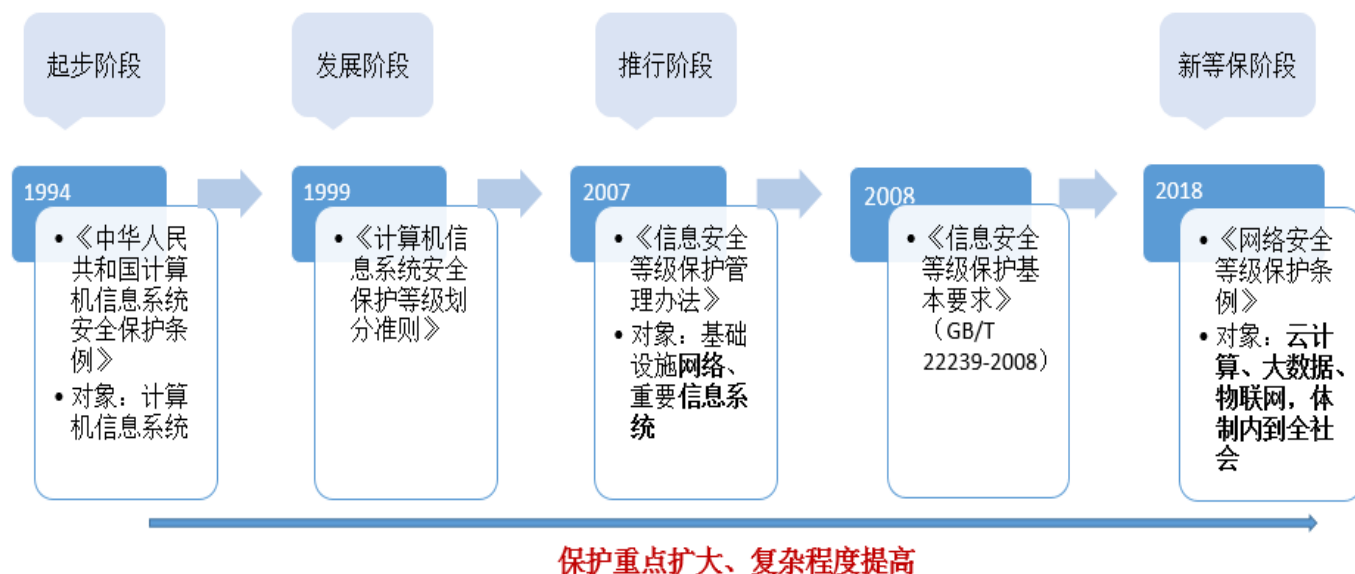 起步阶段
发展阶段
推行阶段
新等保阶段
1994
• 《中华人民
共和国计算
机信息系统
安全保护条
例》
• 对象：计算
机信息系统
1999
• 《计算机信
息系统安全
保护等级划
分准则》
2007
• 《信息安全
等级保护管
理办法》
• 对象：基础
设施网络、
重要信息系
统
2008
• 《信息安全
等级保护基
本要求》
（GB/T
22239-2008）
2018
• 《网络安全
等级保护条
例》
• 对象：云计
算、大数据、
物联网，体
制内到全社
会
保护重点扩大、复杂程度提高